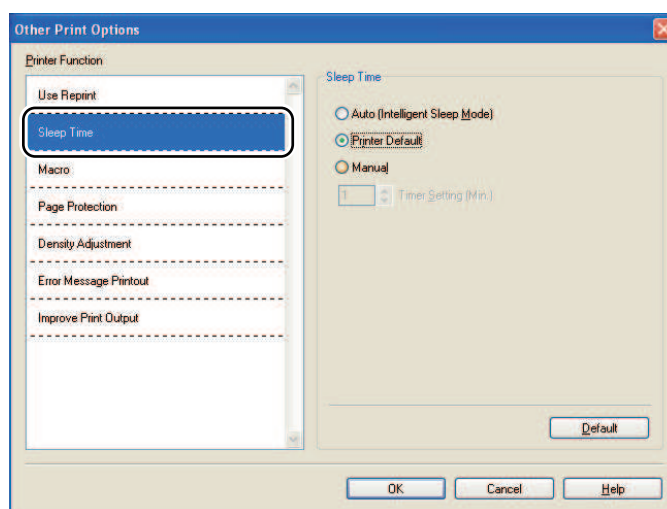 Other Print Options
Printer Function
Use Reprint
Sleep Time
Macro
Page Protection
Density Adjustment
Error Message Printout
Improve Print Output
Sleep Time
Auto (Intelligent Sleep Mode)
Printer Default
Manual
1 Timer Setting (Min.)
Default
OK Cancel Help